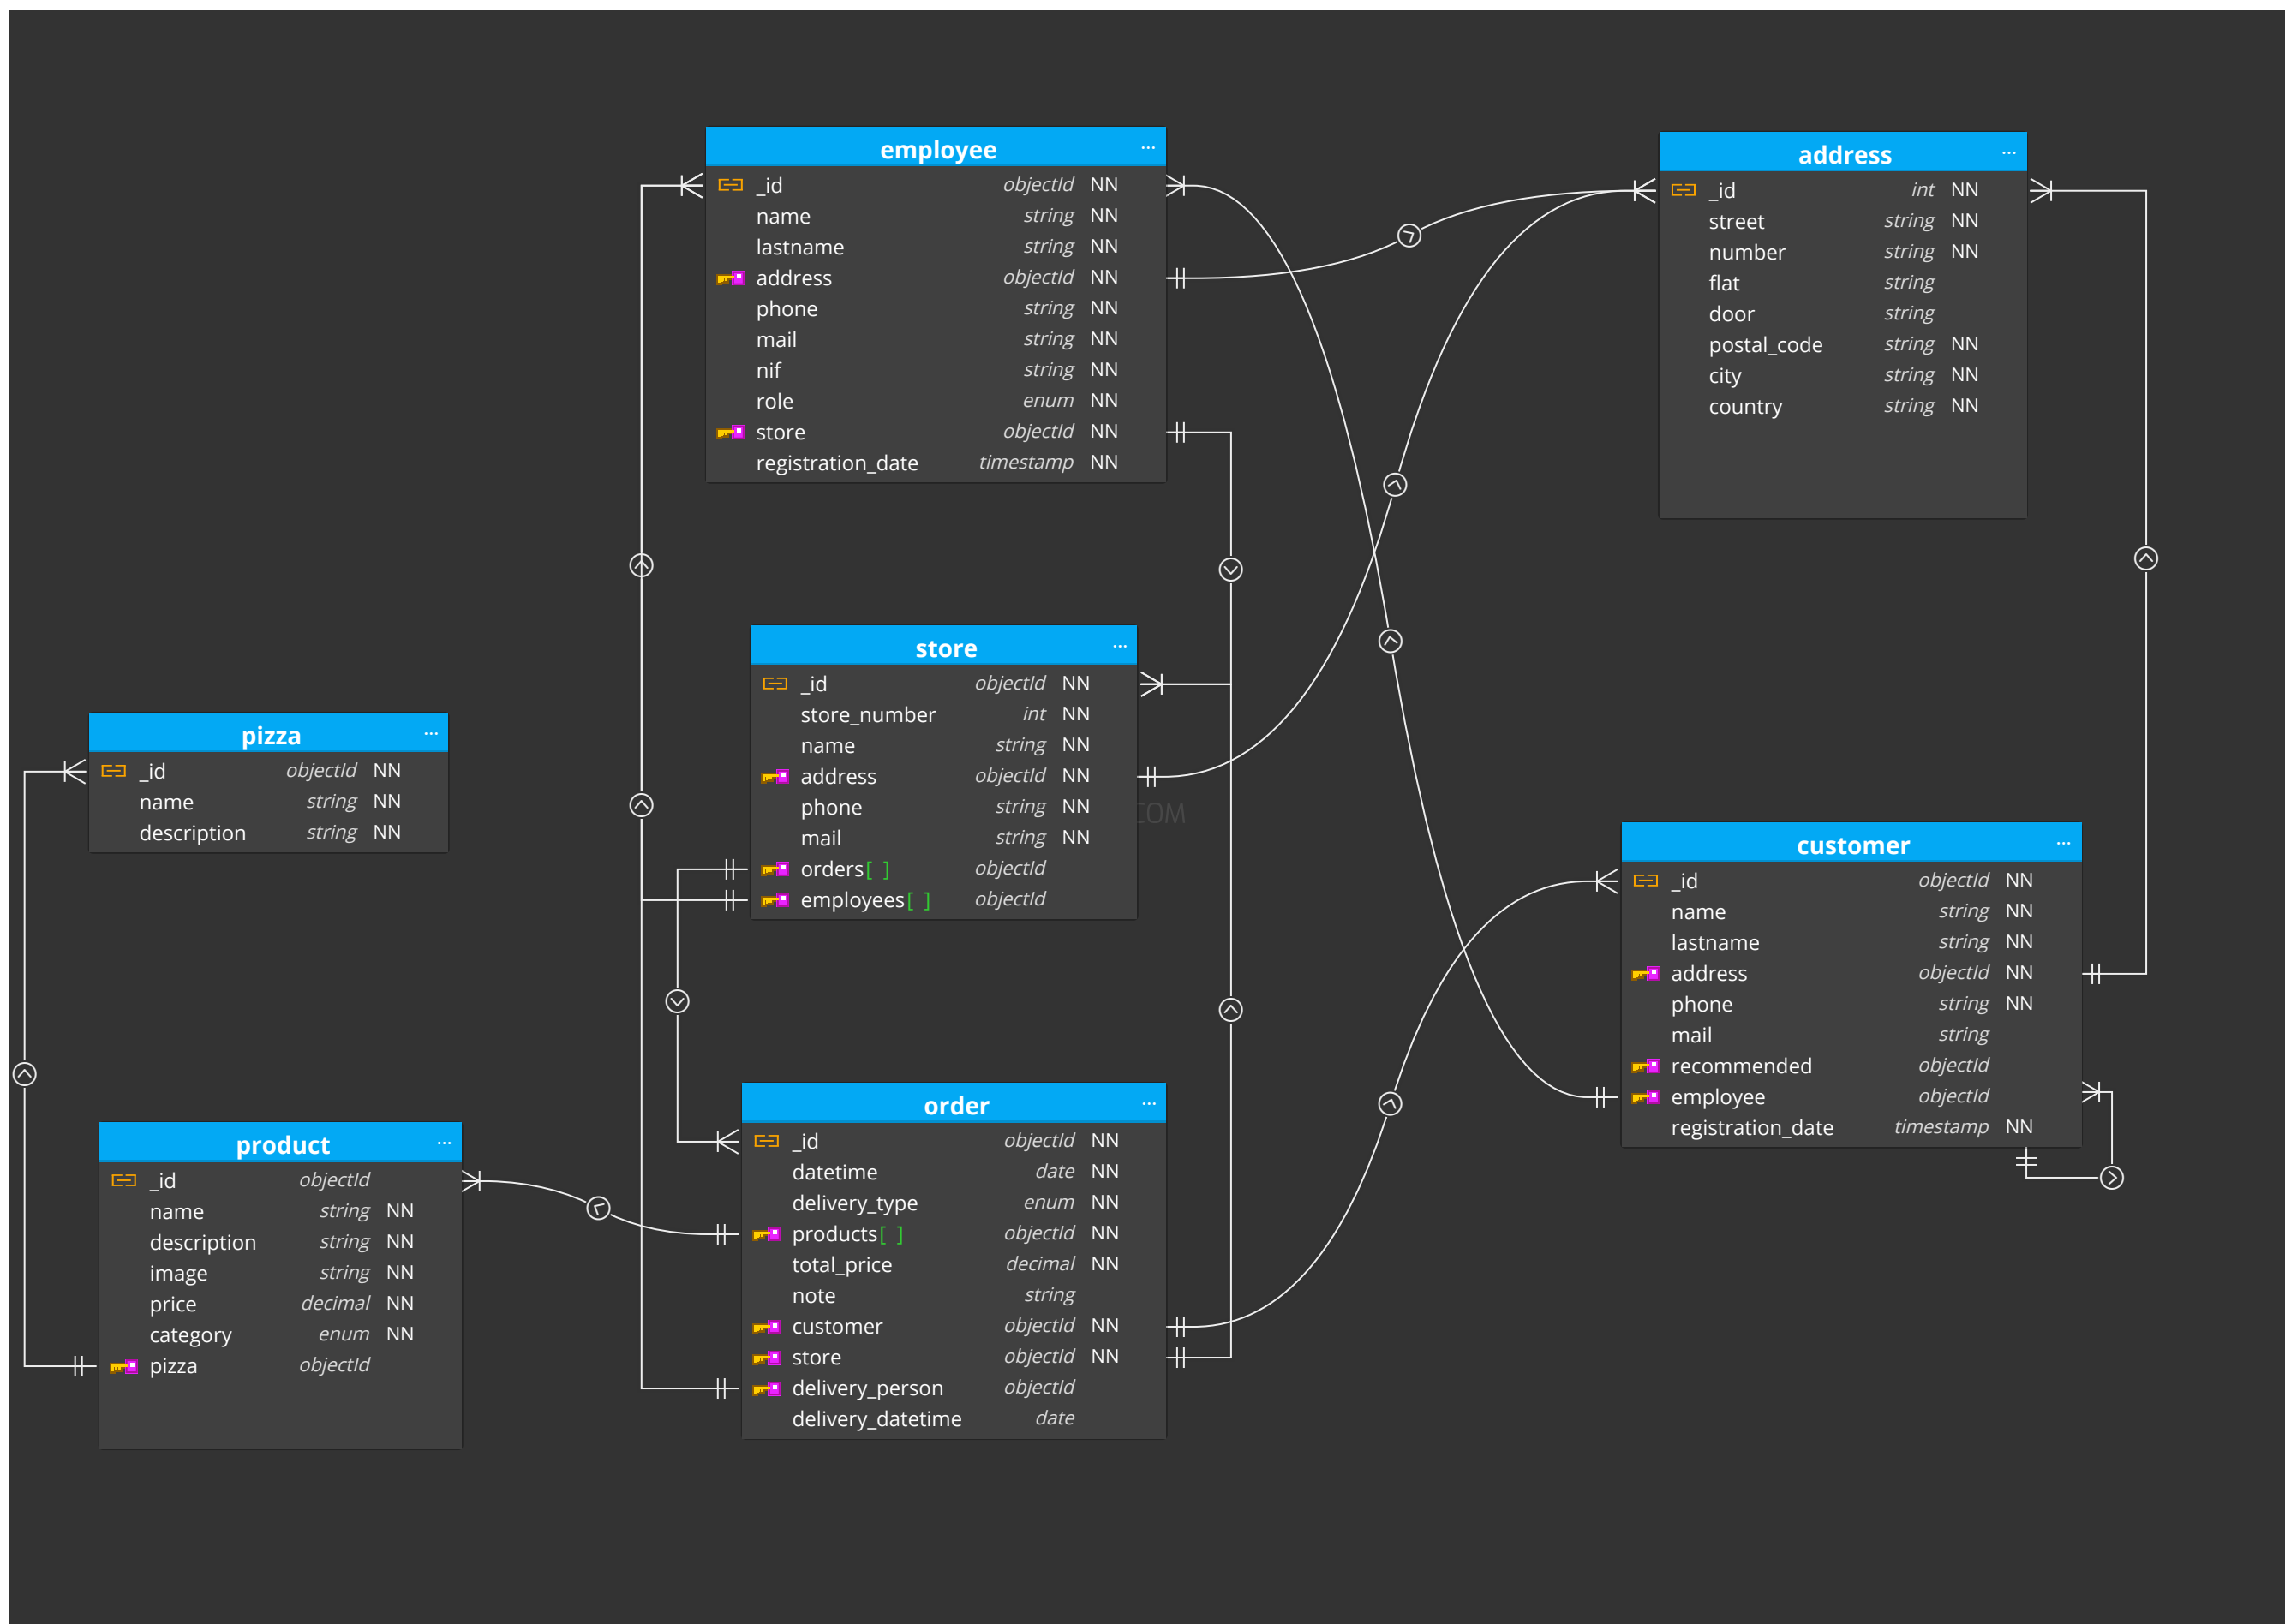 employee ...
_id objectId NN
name string NN
lastname string NN
address objectId NN
phone string NN
mail string NN
nif string NN
role enum NN
store objectId NN
registration_date timestamp NN
address ...
_id int NN
street string NN
number string NN
flat string
door string
postal_code string NN
city string NN
country string NN
store ...
_id objectId NN
store_number int NN
name string NN
address objectId NN
phone string NN
mail string NN
orders[ ] objectId
employees[ ] objectId
COM
pizza ...
_id objectId NN
name string NN
description string NN
customer ...
_id objectId NN
name string NN
lastname string NN
address objectId NN
phone string NN
mail string
recommended objectId
employee objectId
registration_date timestamp NN
product ...
_id objectId
name string NN
description string NN
image string NN
price decimal NN
category enum NN
pizza objectId
order ...
_id objectId NN
datetime date NN
delivery_type enum NN
products[ ] objectId NN
total_price decimal NN
note string
customer objectId NN
store objectId NN
delivery_person objectId
delivery_datetime date